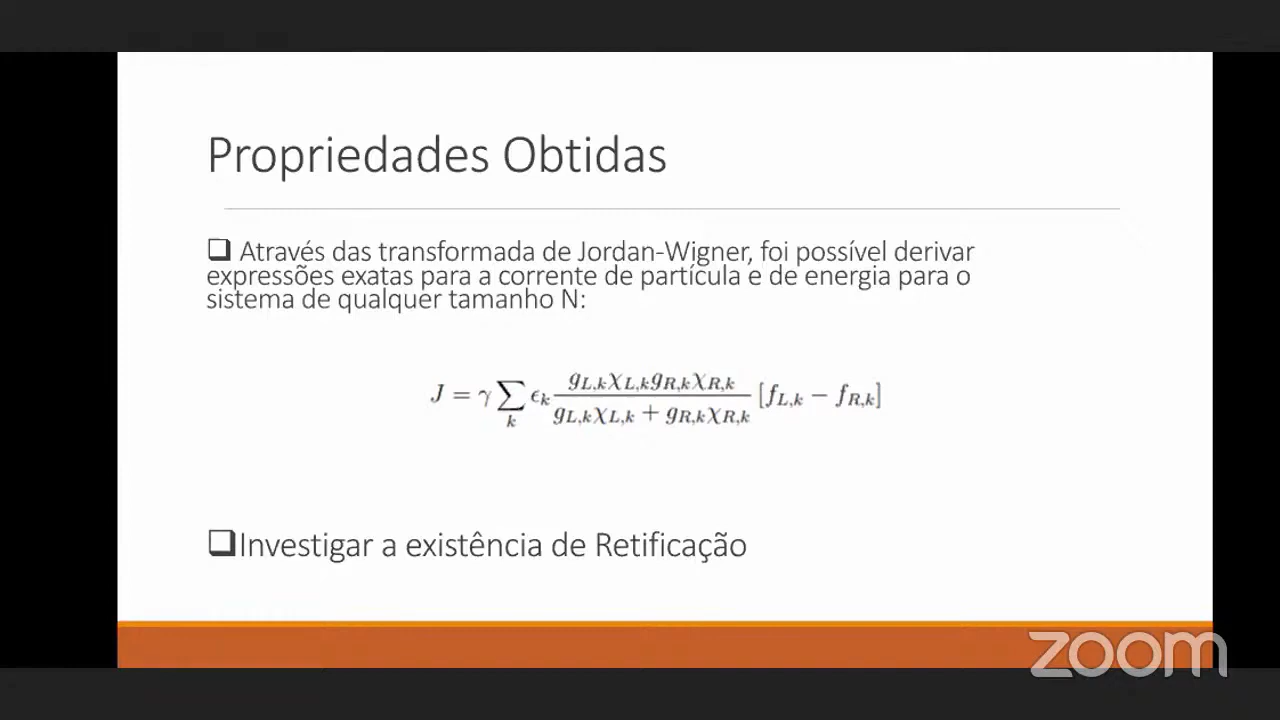 Propriedades Obtidas
❑ Através das transformada de Jordan-Wigner, foi possível derivar
expressões exatas para a corrente de partícula e de energia para o
sistema de qualquer tamanho N:
J = γ ∑_k ϵ_k \frac{g_{L,k}χ_{L,k}g_{R,k}χ_{R,k}}{g_{L,k}χ_{L,k} + g_{R,k}χ_{R,k}} [f_{L,k} − f_{R,k}]
❑Investigar a existência de Retificação
zoom